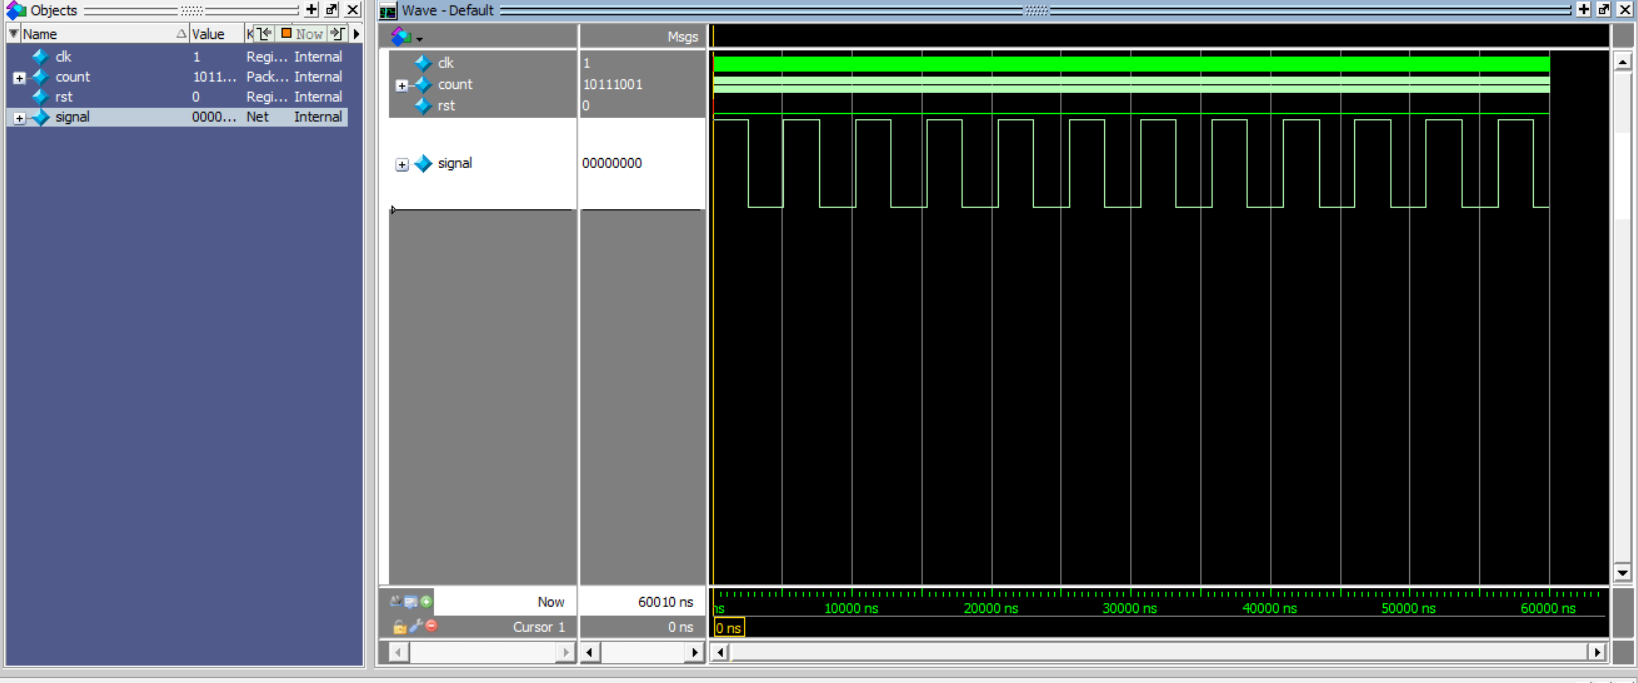 Objects
Name Value K Now
clk 1 Regi... Internal
count 1011... Pack... Internal
rst 0 Regi... Internal
signal 0000... Net Internal
Wave - Default
Msgs
clk 1
count 10111001
rst 0
signal 00000000
Now 60010 ns
Cursor 1 0 ns
ns 10000 ns 20000 ns 30000 ns 40000 ns 50000 ns 60000 ns
0 ns